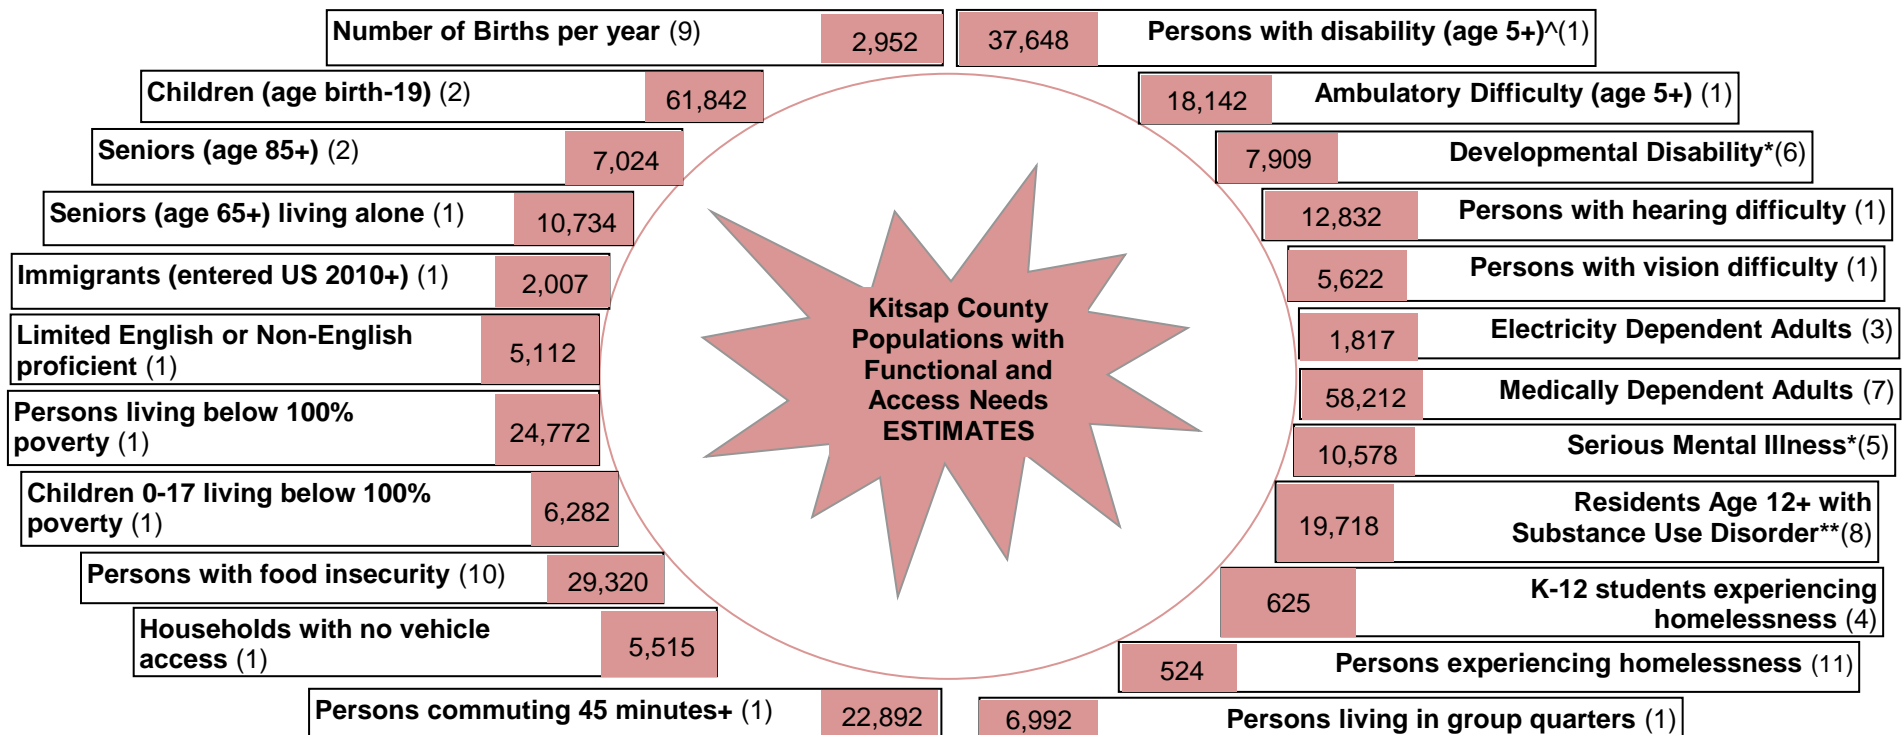 Number of Births per year (9) 2,952
Children (age birth-19) (2) 61,842
Seniors (age 85+) (2) 7,024
Seniors (age 65+) living alone (1) 10,734
Immigrants (entered US 2010+) (1) 2,007
Limited English or Non-English
proficient (1) 5,112
Persons living below 100%
poverty (1) 24,772
Children 0-17 living below 100%
poverty (1) 6,282
Persons with food insecurity (10) 29,320
Households with no vehicle
access (1) 5,515
Persons commuting 45 minutes+ (1) 22,892
Kitsap County
Populations with
Functional and
Access Needs
ESTIMATES
37,648 Persons with disability (age 5+)^(1)
18,142 Ambulatory Difficulty (age 5+) (1)
7,909 Developmental Disability*(6)
12,832 Persons with hearing difficulty (1)
5,622 Persons with vision difficulty (1)
1,817 Electricity Dependent Adults (3)
58,212 Medically Dependent Adults (7)
10,578 Serious Mental Illness*(5)
19,718 Residents Age 12+ with
Substance Use Disorder**(8)
625 K-12 students experiencing
homelessness (4)
524 Persons experiencing homelessness (11)
6,992 Persons living in group quarters (1)